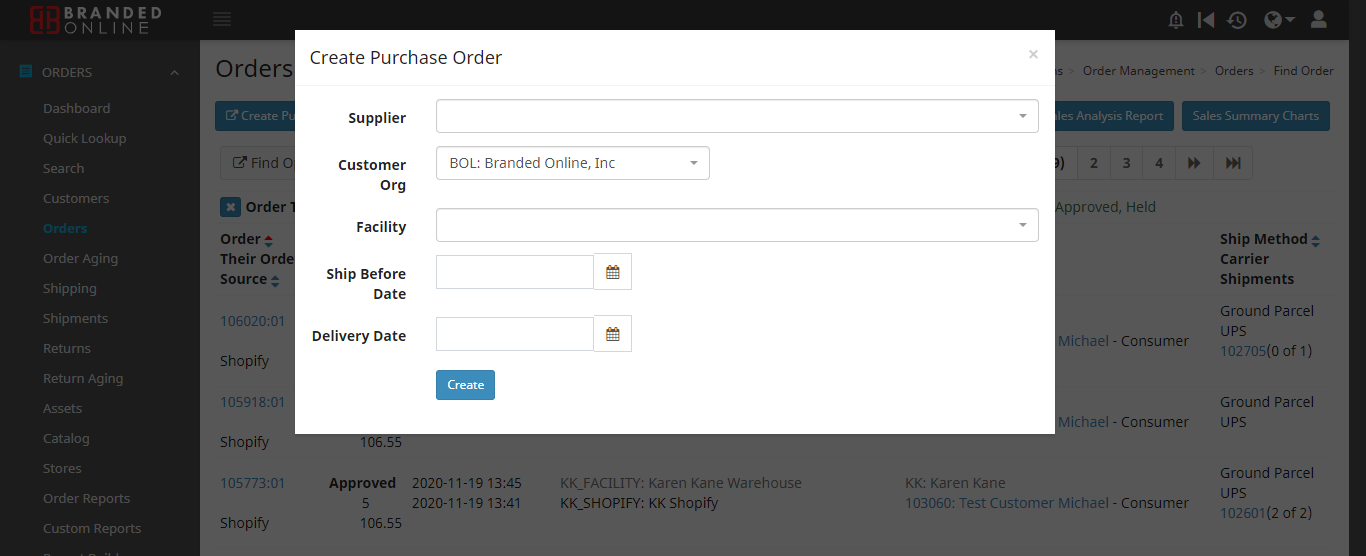 BRANDED
ONLINE
Create Purchase Order
×
ORDERS
Orders
Order Management > Orders > Find Order
Supplier
Dashboard
Create Pu
ales Analysis Report
Sales Summary Charts
Quick Lookup
Customer
Org
BOL: Branded Online, Inc
Find Op
9)
2
3
4
Search
Customers
Order T
Approved, Held
Facility
Orders
Order
Their Orde
Source
Ship Method
Carrier
Shipments
Order Aging
Ship Before
Date
Shipping
Shipments
106020:01
Shopify
Delivery Date
Michael - Consumer
Ground Parcel
UPS
102705(0 of 1)
Returns
Return Aging
Create
Assets
105918:01
Shopify
106.55
Michael - Consumer
Ground Parcel
UPS
Catalog
Stores
105773:01
Shopify
Approved
5
106.55
2020-11-19 13:45
2020-11-19 13:41
KK_FACILITY: Karen Kane Warehouse
KK_SHOPIFY: KK Shopify
KK: Karen Kane
103060: Test Customer Michael - Consumer
Ground Parcel
UPS
102601(2 of 2)
Order Reports
Custom Reports